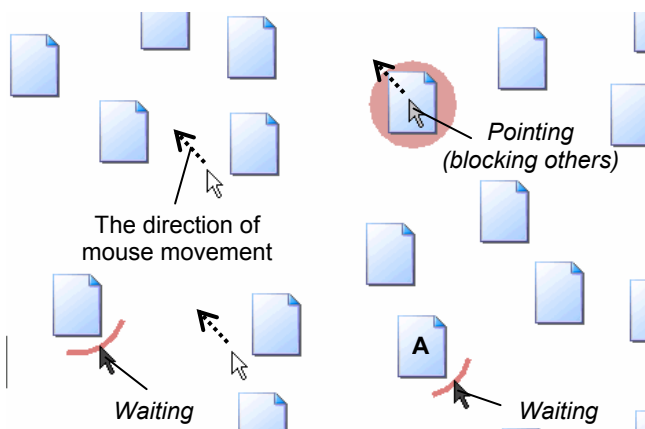 Pointing
(blocking others)
The direction of
mouse movement
A
Waiting
Waiting